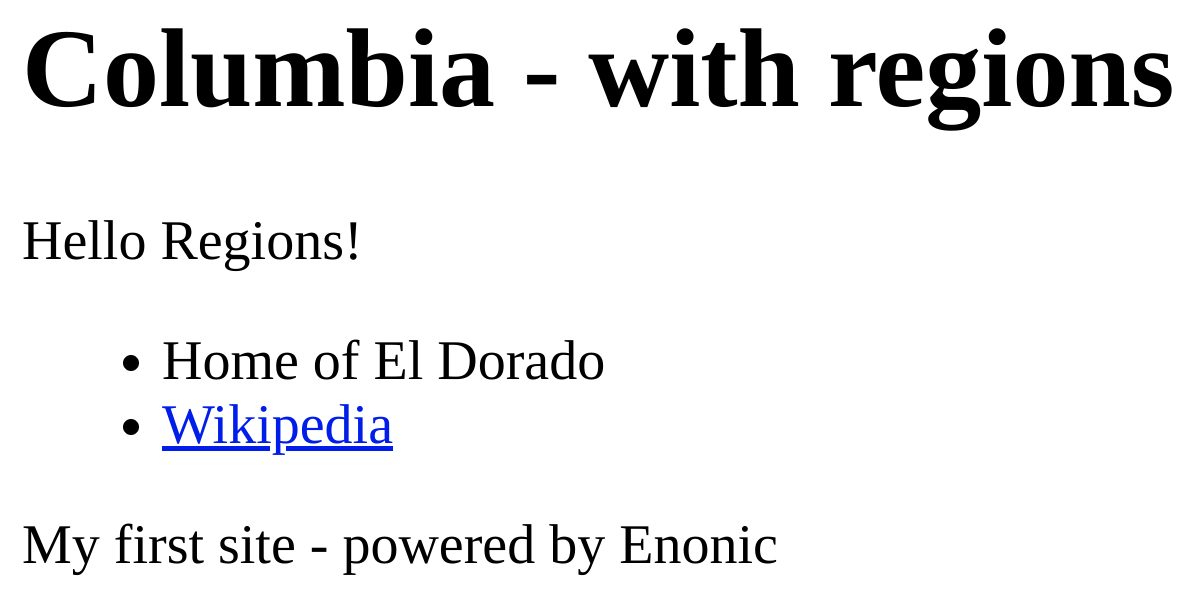 Columbia - with regions
Hello Regions!
• Home of El Dorado
• Wikipedia
My first site - powered by Enonic